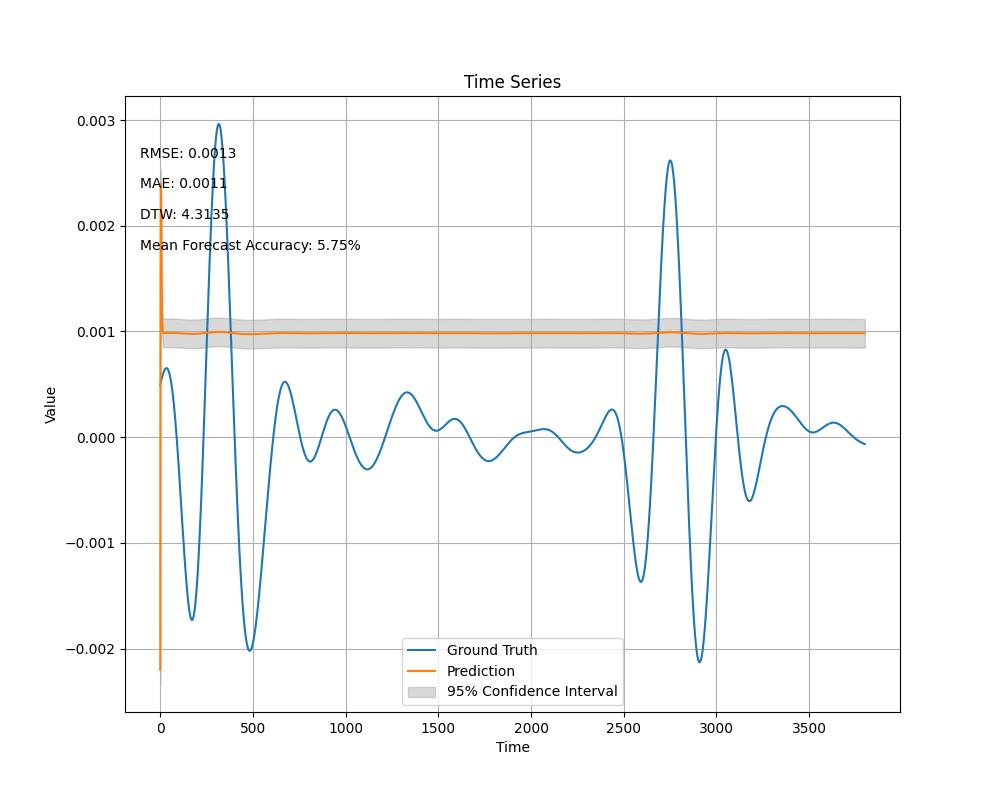 Time Series
0.003
0.002
0.001
0.000
−0.001
−0.002
Value
RMSE: 0.0013
MAE: 0.0011
DTW: 4.3135
Mean Forecast Accuracy: 5.75%
Ground Truth
Prediction
95% Confidence Interval
0 500 1000 1500 2000 2500 3000 3500
Time